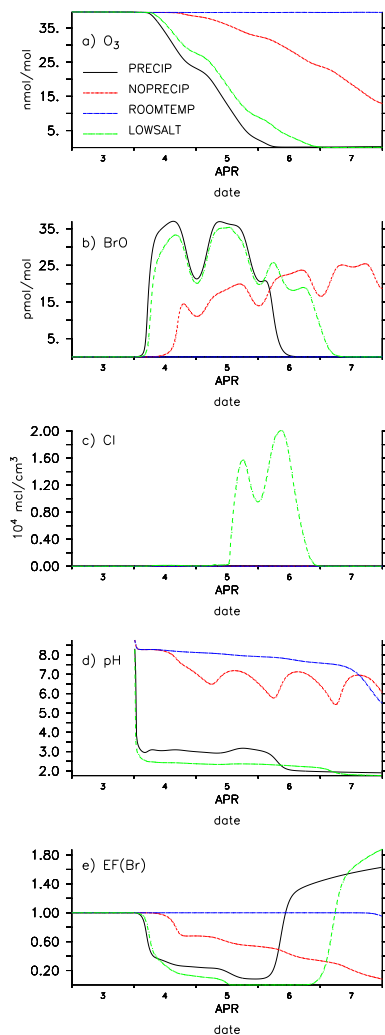 a) O3
nmol/mol
35.
25.
15.
5.
PRECIP
NOPRECIP
ROOMTEMP
LOWSALT
3 4 5 6 7
APR
date
b) BrO
pmol/mol
35.
25.
15.
5.
3 4 5 6 7
APR
date
c) Cl
10^4 mcl/cm^3
2.00
1.60
1.20
0.80
0.40
0.00
3 4 5 6 7
APR
date
d) pH
8.0
7.0
6.0
5.0
4.0
3.0
2.0
3 4 5 6 7
APR
date
e) EF(Br)
1.80
1.40
1.00
0.60
0.20
3 4 5 6 7
APR
date